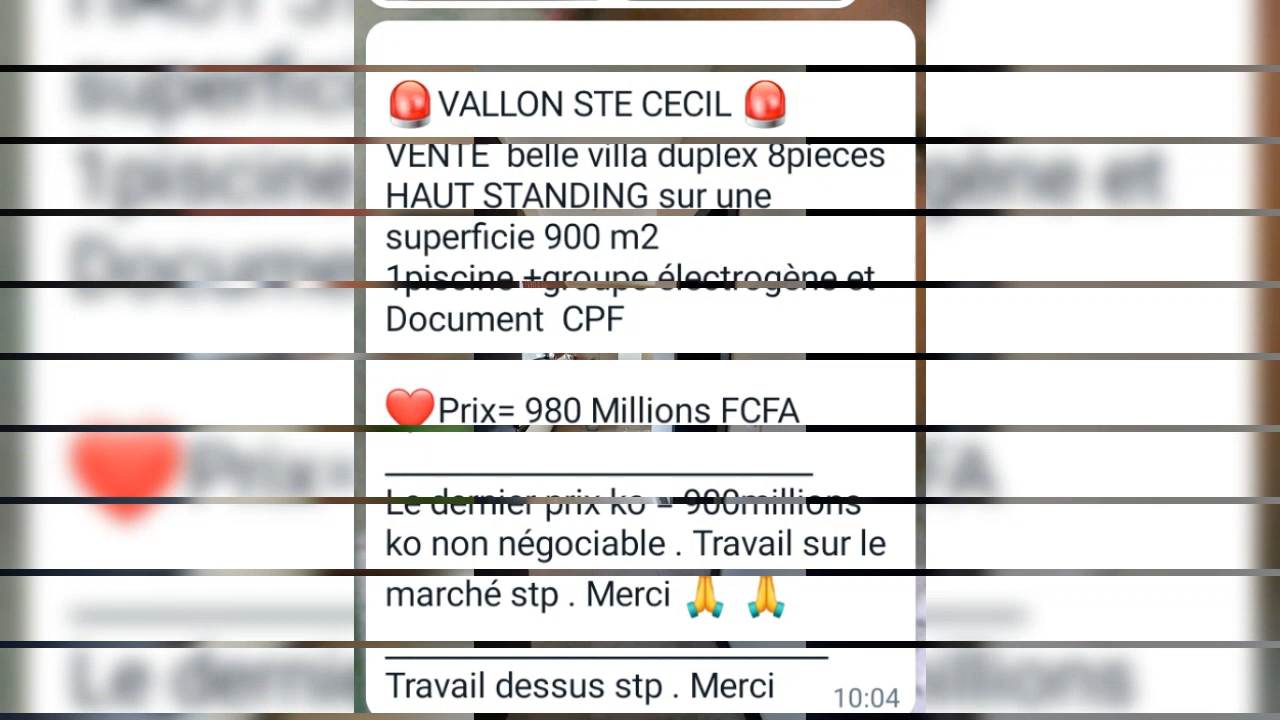 🚨VALLON STE CECIL 🚨
VENTE belle villa duplex 8pieces
HAUT STANDING sur une
superficie 900 m2
1piscine +groupe électrogène et
Document CPF
❤️Prix= 980 Millions FCFA
Le dernier prix ko = 900millions
ko non négociable . Travail sur le
marché stp . Merci 🙏 🙏
Travail dessus stp . Merci
10:04